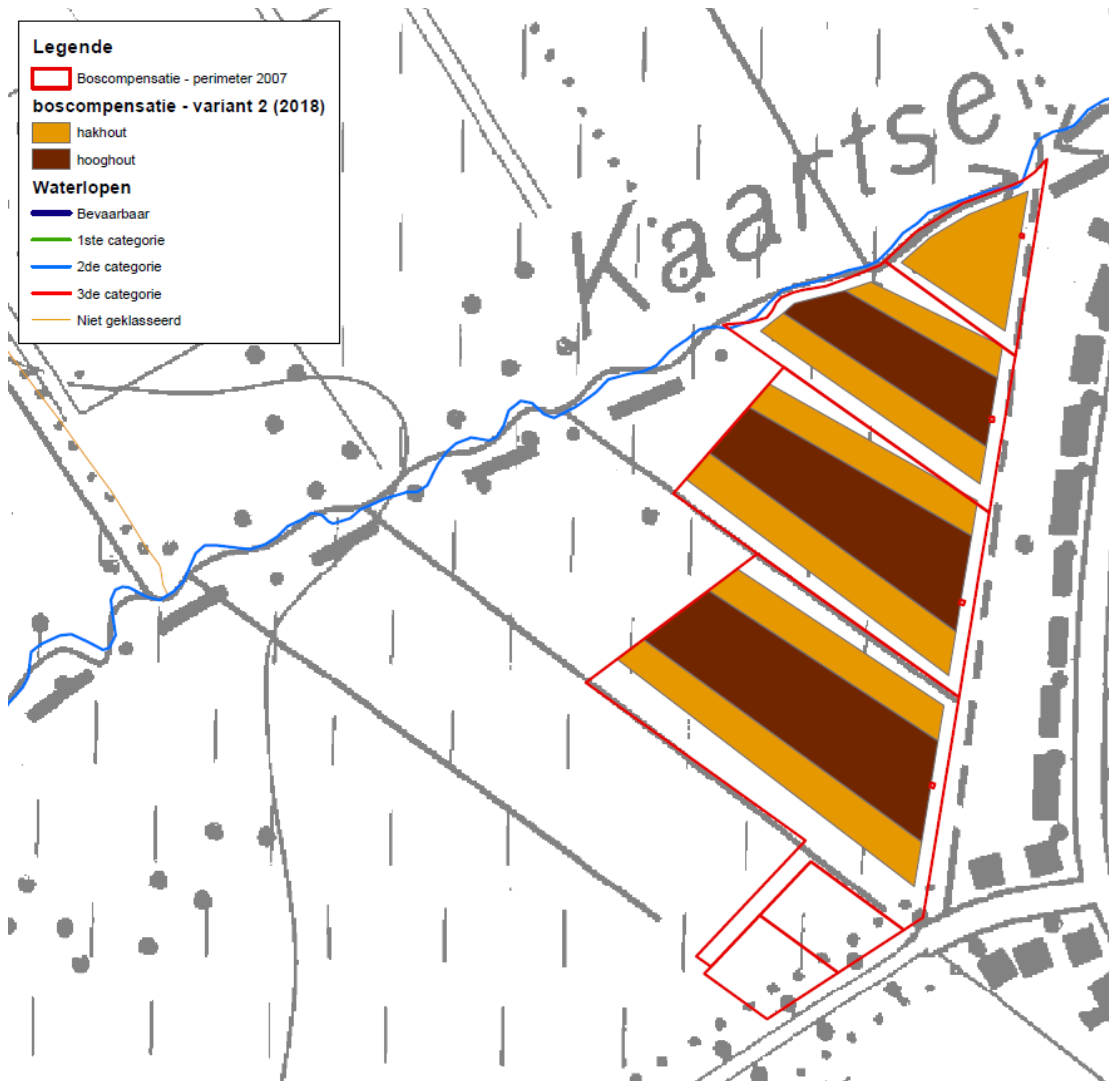 Legende
Boscompensatie - perimeter 2007
boscompensatie - variant 2 (2018)
hakhout
hooghout
Waterlopen
Bevaarbaar
1ste categorie
2de categorie
3de categorie
Niet geklasseerd
Kaartse